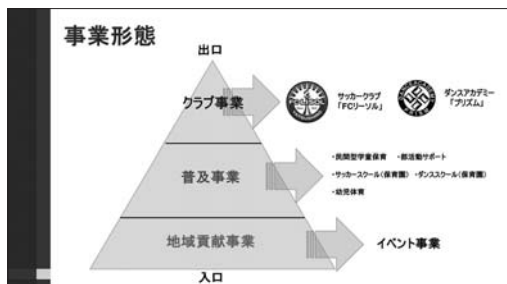 事業形態
出口
クラブ事業
サッカークラブ
「FCリーソル」
ダンスアカデミー
「プリズム」
普及事業
・民間型学童保育 ・部活動サポート
・サッカースクール(保育園) ・ダンススクール(保育園)
・幼児体育
地域貢献事業
イベント事業
入口